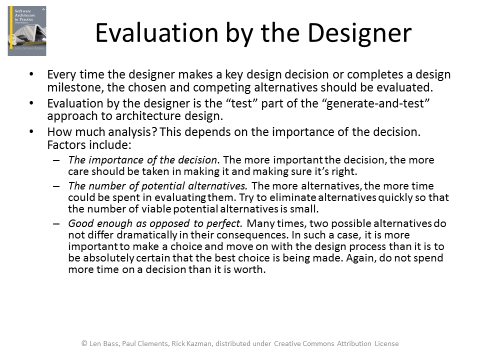 Software
Architecture
in Practice
Evaluation by the Designer
• Every time the designer makes a key design decision or completes a design
milestone, the chosen and competing alternatives should be evaluated.
• Evaluation by the designer is the “test” part of the “generate-and-test”
approach to architecture design.
• How much analysis? This depends on the importance of the decision.
Factors include:
– The importance of the decision. The more important the decision, the more
care should be taken in making it and making sure it’s right.
– The number of potential alternatives. The more alternatives, the more time
could be spent in evaluating them. Try to eliminate alternatives quickly so that
the number of viable potential alternatives is small.
– Good enough as opposed to perfect. Many times, two possible alternatives do
not differ dramatically in their consequences. In such a case, it is more
important to make a choice and move on with the design process than it is to
be absolutely certain that the best choice is being made. Again, do not spend
more time on a decision than it is worth.
© Len Bass, Paul Clements, Rick Kazman, distributed under Creative Commons Attribution License